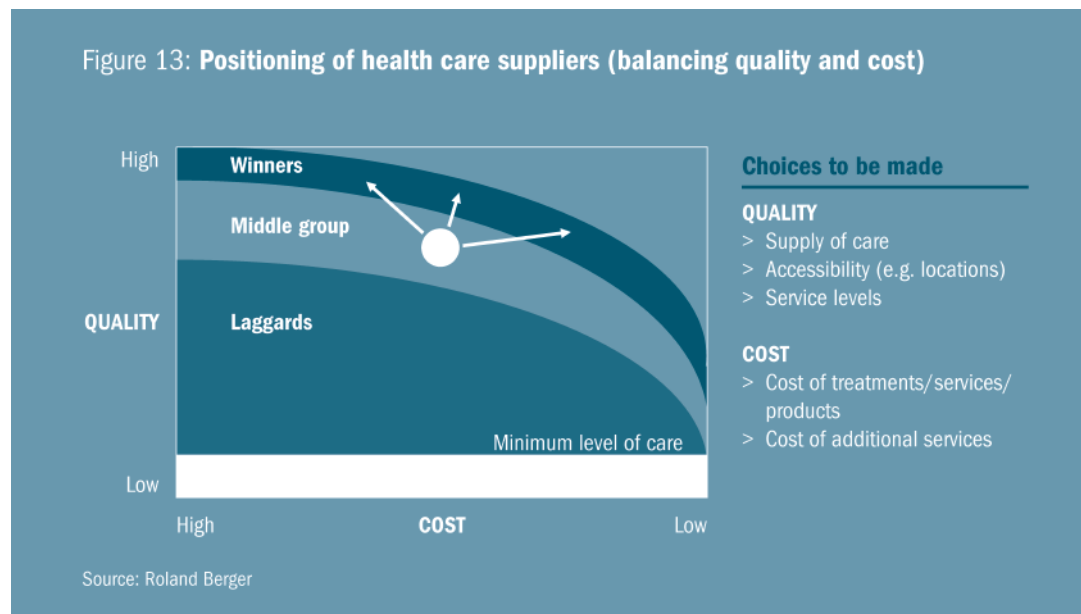 Figure 13: Positioning of health care suppliers (balancing quality and cost)
High
Winners
Middle group
QUALITY
Laggards
Minimum level of care
Low
High
COST
Low
Choices to be made
QUALITY
> Supply of care
> Accessibility (e.g. locations)
> Service levels
COST
> Cost of treatments/services/
products
> Cost of additional services
Source: Roland Berger